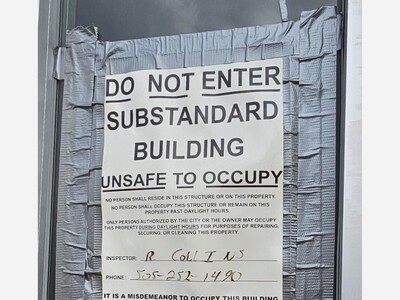 DO NOT ENTER
SUBSTANDARD
BUILDING
UNSAFE TO OCCUPY
NO PERSON SHALL RESIDE IN THIS STRUCTURE OR ON THIS PROPERTY.
NO PERSON SHALL OCCUPY THIS STRUCTURE OR REMAIN ON THIS
PROPERTY PAST DAYLIGHT HOURS.
ONLY PERSONS AUTHORIZED BY THE CITY OR THE OWNER MAY OCCUPY
THIS PROPERTY DURING DAYLIGHT HOURS FOR PURPOSES OF REPAIRING,
SECURING, OR CLEANING THIS PROPERTY.
INSPECTOR: R. Collins
PHONE: 505-252-1490
IT IS A MISDEMEANOR TO OCCUPY THIS BUILDING